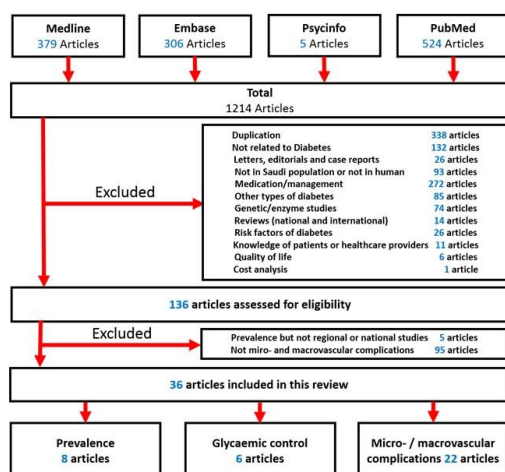 Medline
379 Articles
Embase
306 Articles
Psycinfo
5 Articles
PubMed
524 Articles
Total
1214 Articles
Excluded
Duplication 338 articles
Not related to Diabetes 132 articles
Letters, editorials and case reports 26 articles
Not in Saudi population or not in human 93 articles
Medication/management 272 articles
Other types of diabetes 85 articles
Genetic/enzyme studies 74 articles
Reviews (national and international) 14 articles
Risk factors of diabetes 26 articles
Knowledge of patients or healthcare providers 11 articles
Quality of life 6 articles
Cost analysis 1 article
136 articles assessed for eligibility
Excluded
Prevalence but not regional or national studies 5 articles
Not miro- and macrovascular complications 95 articles
36 articles included in this review
Prevalence
8 articles
Glycaemic control
6 articles
Micro- / macrovascular
complications 22 articles